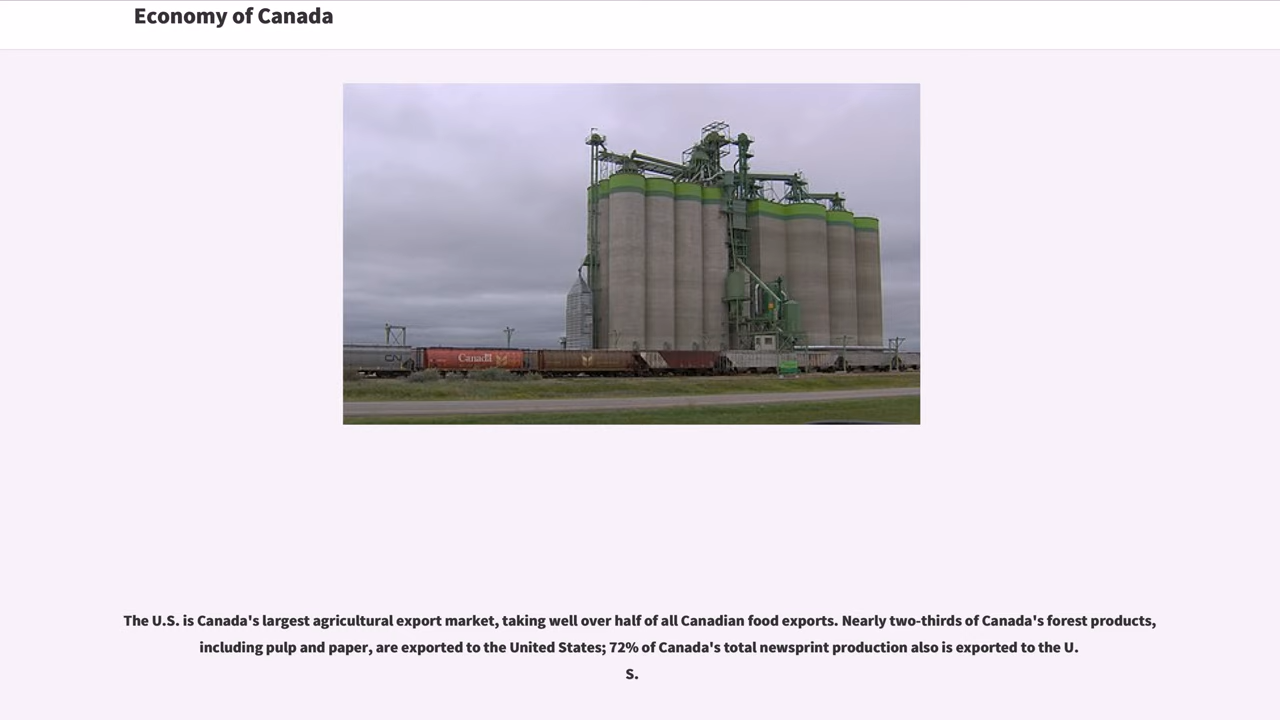 Economy of Canada
CN
Canada
The U.S. is Canada's largest agricultural export market, taking well over half of all Canadian food exports. Nearly two-thirds of Canada's forest products,
including pulp and paper, are exported to the United States; 72% of Canada's total newsprint production also is exported to the U.
S.